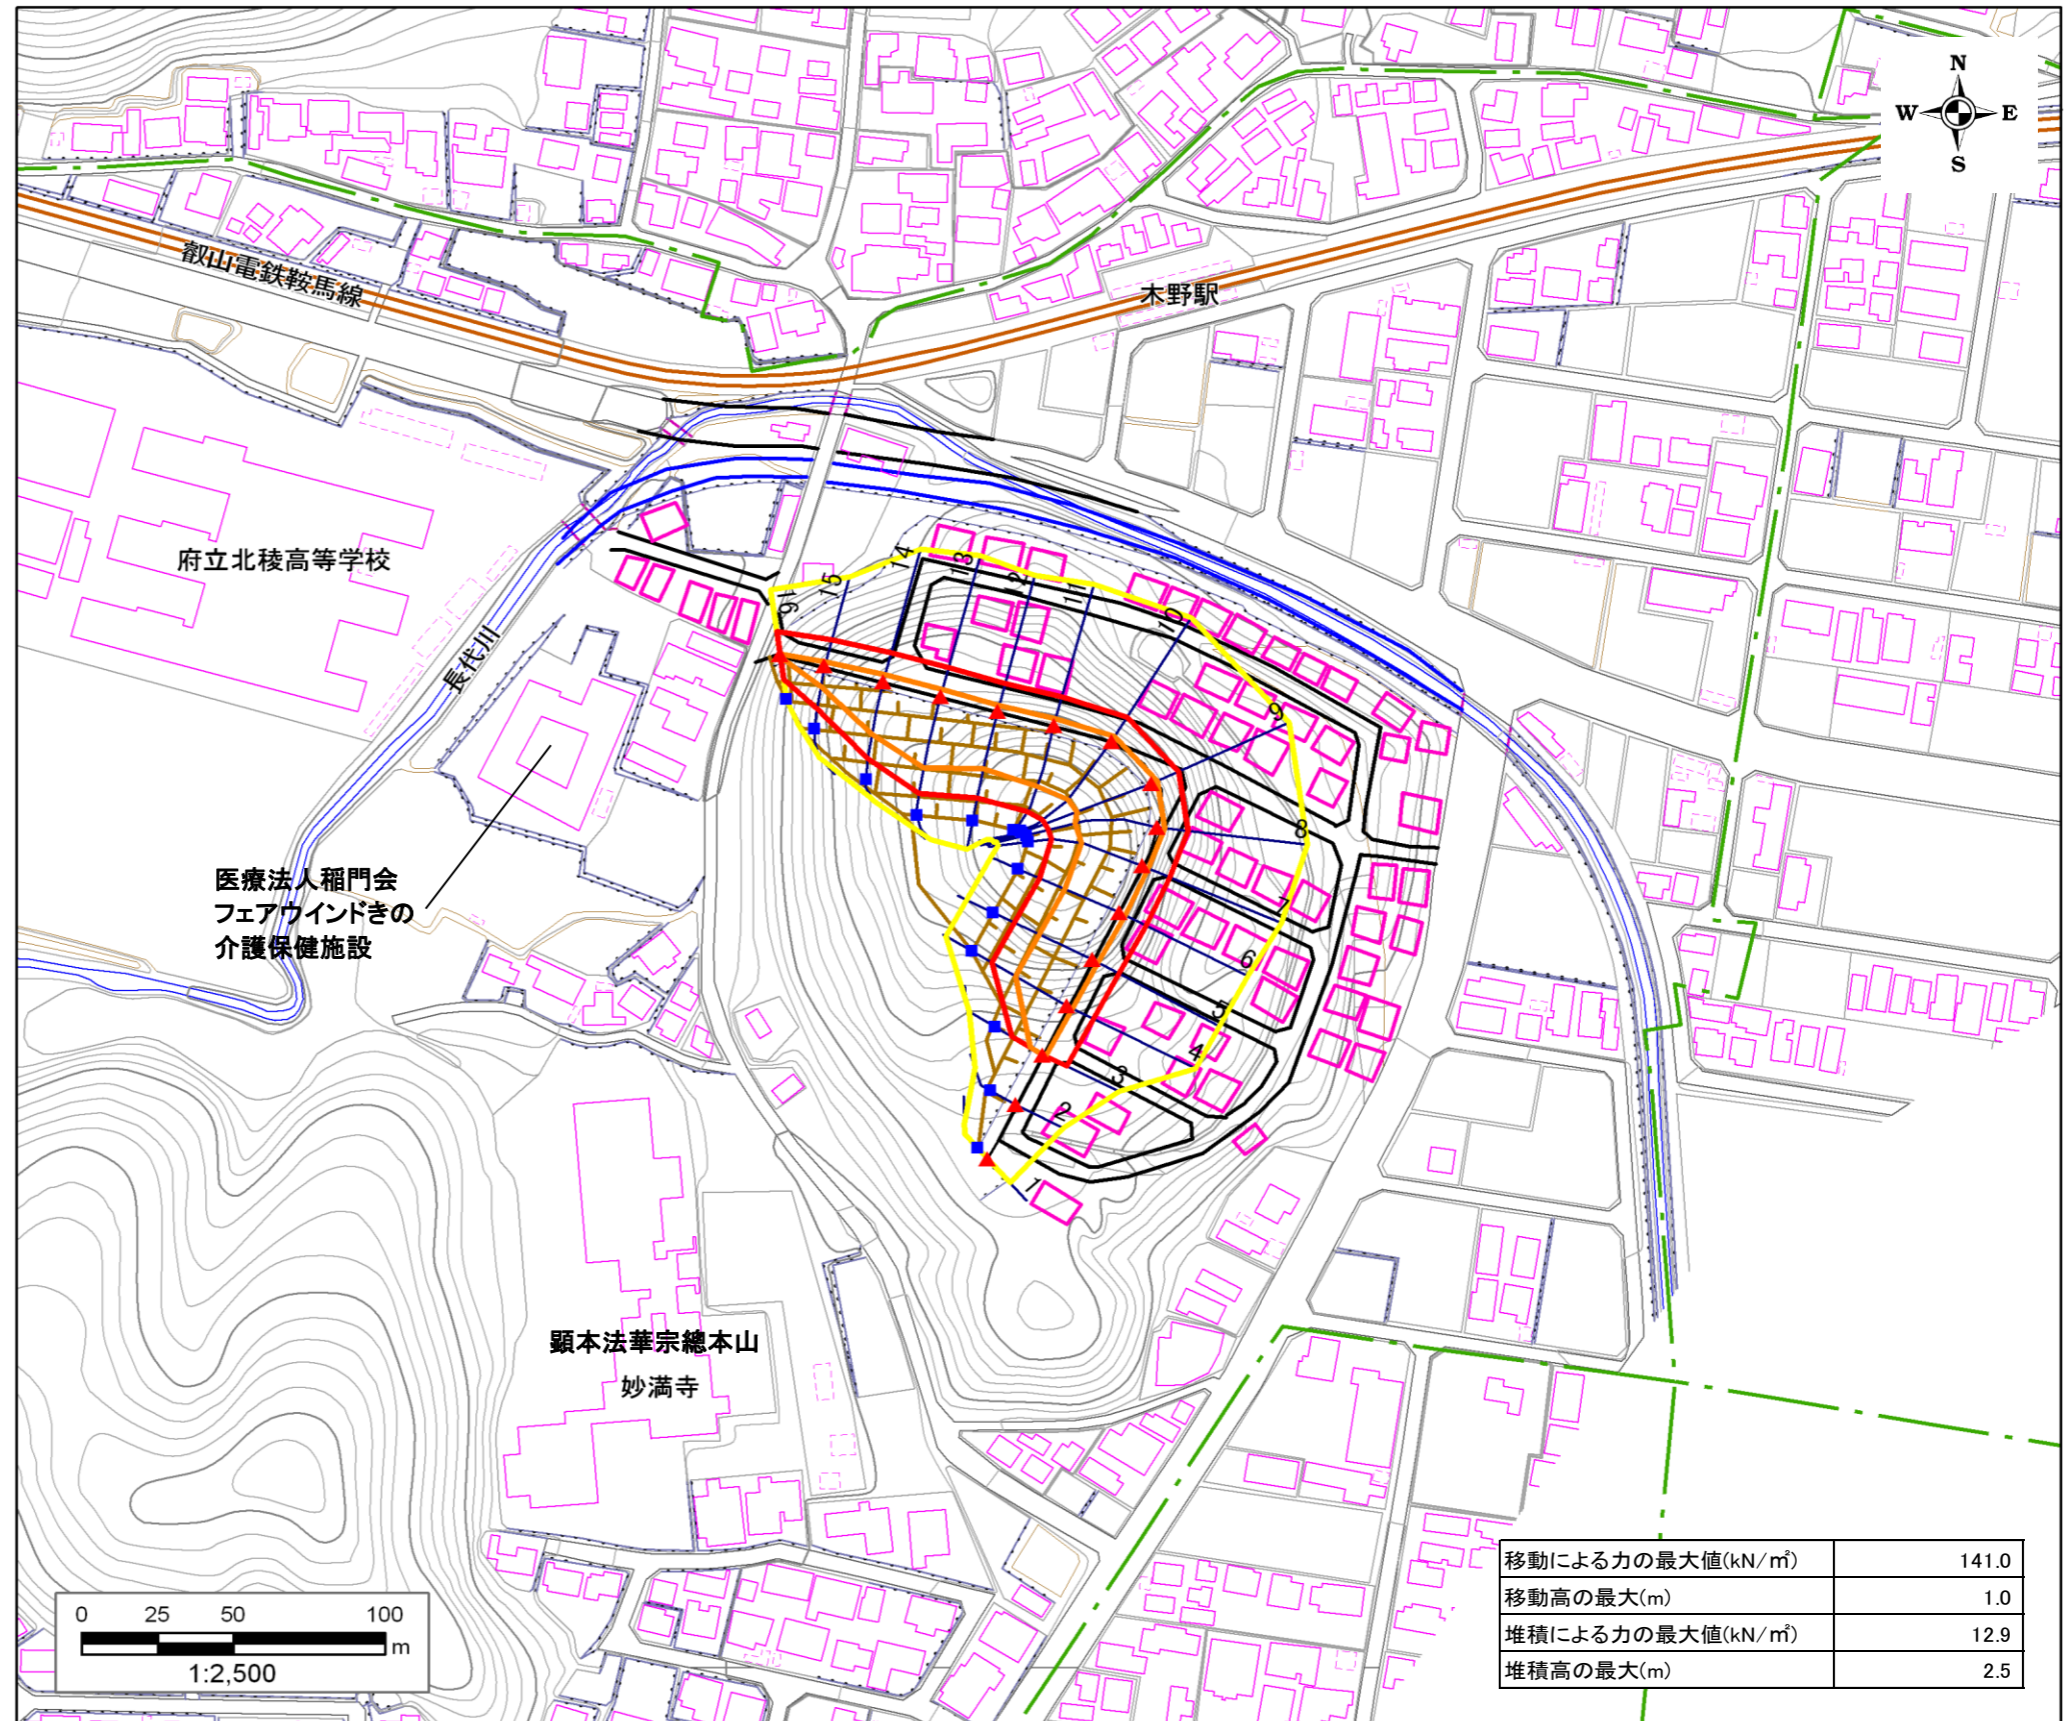 N
W E
S
叡山電鉄鞍馬線
木野駅
府立北稜高等学校
長代川
14
13
12
11
15
16
10
9
8
7
6
5
4
3
2
1
医療法人稲門会
フェアウインドきの
介護保健施設
顕本法華宗總本山
妙満寺
移動による力の最大値(kN/㎡) 141.0
移動高の最大(m) 1.0
堆積による力の最大値(kN/㎡) 12.9
堆積高の最大(m) 2.5
0 25 50 100
m
1:2,500